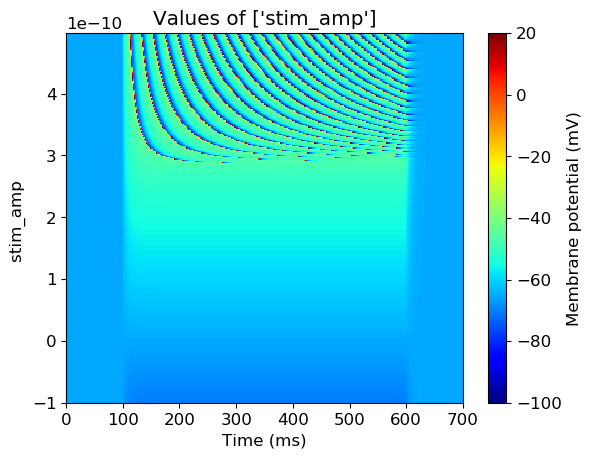 Values of ['stim_amp']
1e−10
4
3
2
1
0
−1
stim_amp
0 100 200 300 400 500 600 700
Time (ms)
20
0
−20
−40
−60
−80
−100
Membrane potential (mV)